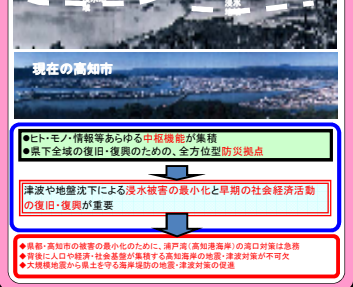 現在の高知市
●ヒト・モノ・情報等あらゆる中枢機能が集積
●県下全域の復旧・復興のための、全方位型防災拠点
津波や地盤沈下による浸水被害の最小化と早期の社会経済活動
の復旧・復興が重要
◆県都・高知市の被害の最小化のために、浦戸湾(高知港海岸)の湾口対策は急務
◆背後に人口や経済・社会基盤が集積する高知海岸の地震・津波対策が不可欠
◆大規模地震から県土を守る海岸堤防の地震・津波対策の促進